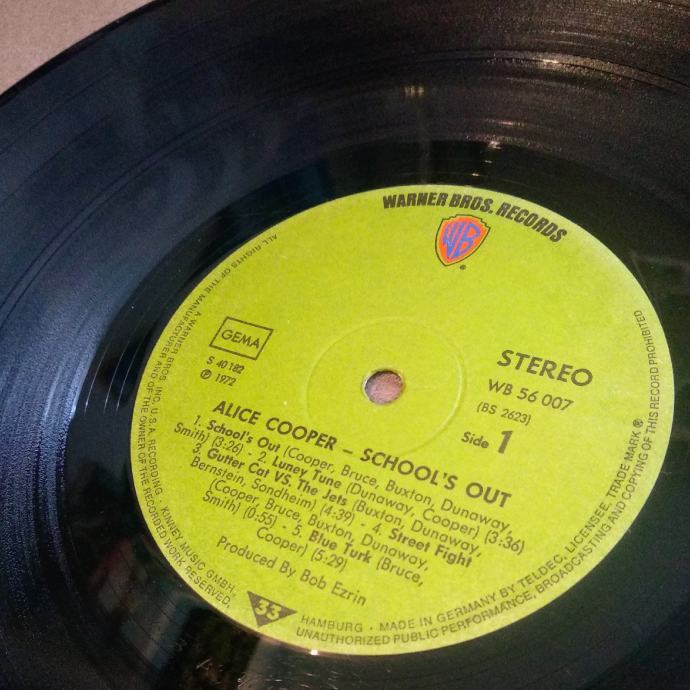 WARNER BROS. RECORDS
WB
®
ALL RIGHTS OF THE MANUFACTURER AND OF THE OWNER OF THE RECORDED WORK RESERVED.
A WARNER BROS. INC. U.S.A. RECORDING · KINNEY MUSIC GMBH, HAMBURG · MADE IN GERMANY BY TELDEC, LICENSEE, TRADE MARK ®
UNAUTHORIZED PUBLIC PERFORMANCE, BROADCASTING AND COPYING OF THIS RECORD PROHIBITED
GEMA
S 40 182
℗ 1972
STEREO
WB 56 007
(BS 2623)
Side 1
ALICE COOPER – SCHOOL'S OUT
1. School's Out (Cooper, Bruce, Buxton, Dunaway,
Smith) (3:26) - 2. Luney Tune (Dunaway, Cooper) (3:36)
3. Gutter Cat VS. The Jets (Buxton, Dunaway,
Bernstein, Sondheim) (4:39) - 4. Street Fight
(Cooper, Bruce, Buxton, Dunaway,
Smith) (0:55) - 5. Blue Turk (Bruce,
Cooper) (5:29)
Produced By Bob Ezrin
33